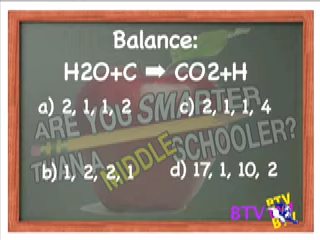 Balance:
H2O+C ➡ CO2+H
ARE YOU SMARTER
THAN A MIDDLE SCHOOLER?
a) 2, 1, 1, 2
c) 2, 1, 1, 4
b) 1, 2, 2, 1
d) 17, 1, 10, 2
BTV
BTV